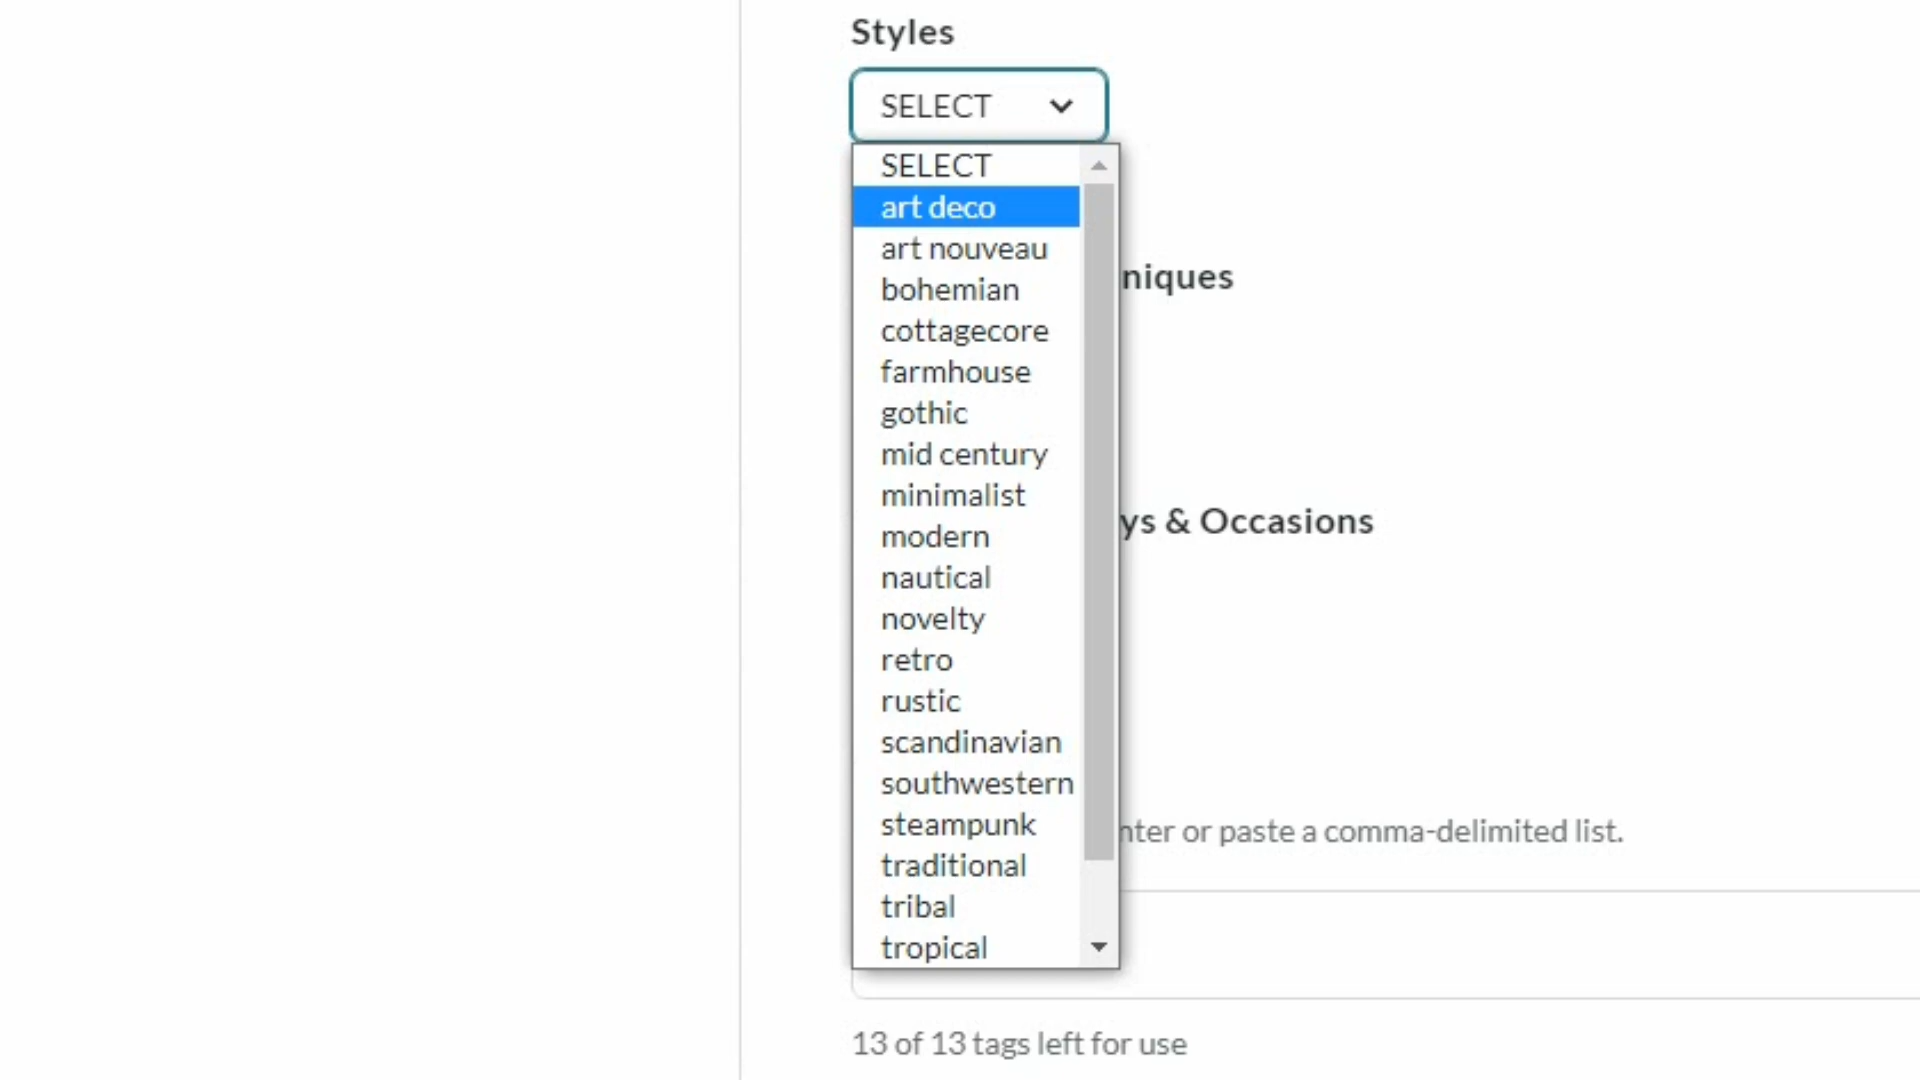 Styles
SELECT
SELECT
art deco
art nouveau
bohemian
niques
cottagecore
farmhouse
gothic
mid century
minimalist
ys & Occasions
modern
nautical
novelty
retro
rustic
scandinavian
southwestern
steampunk
nter or paste a comma-delimited list.
traditional
tribal
tropical
13 of 13 tags left for use